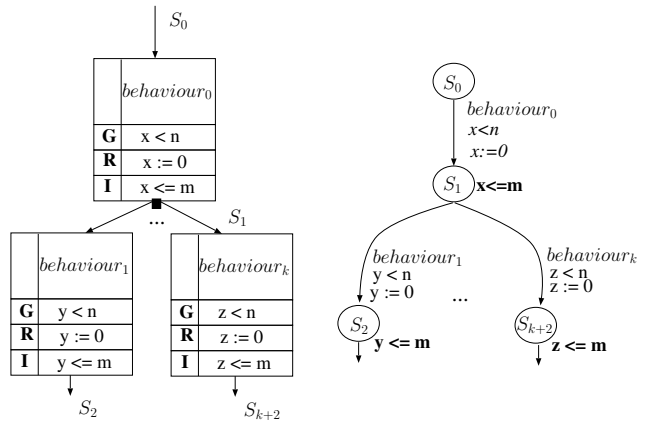 S₀
behaviour₀
G x < n
R x := 0
I x <= m
...
S₁
behaviour₁
G y < n
R y := 0
I y <= m
S₂
behaviourₖ
G z < n
R z := 0
I z <= m
Sₖ₊₂
S₀
behaviour₀
x<n
x:=0
S₁ x<=m
behaviour₁
y < n
y := 0
...
behaviourₖ
z < n
z := 0
S₂
y <= m
Sₖ₊₂
z <= m